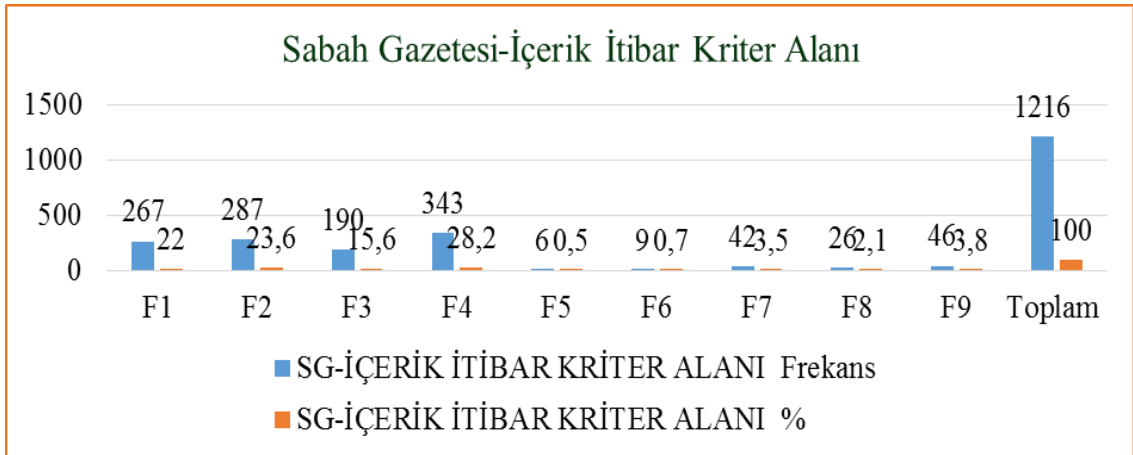 Sabah Gazetesi-İçerik İtibar Kriter Alanı
1500
1000
500
0
267 22 287 23,6 190 15,6 343 28,2 6 0,5 9 0,7 42 3,5 26 2,1 46 3,8 1216 100
F1 F2 F3 F4 F5 F6 F7 F8 F9 Toplam
SG-İÇERİK İTİBAR KRİTER ALANI Frekans
SG-İÇERİK İTİBAR KRİTER ALANI %